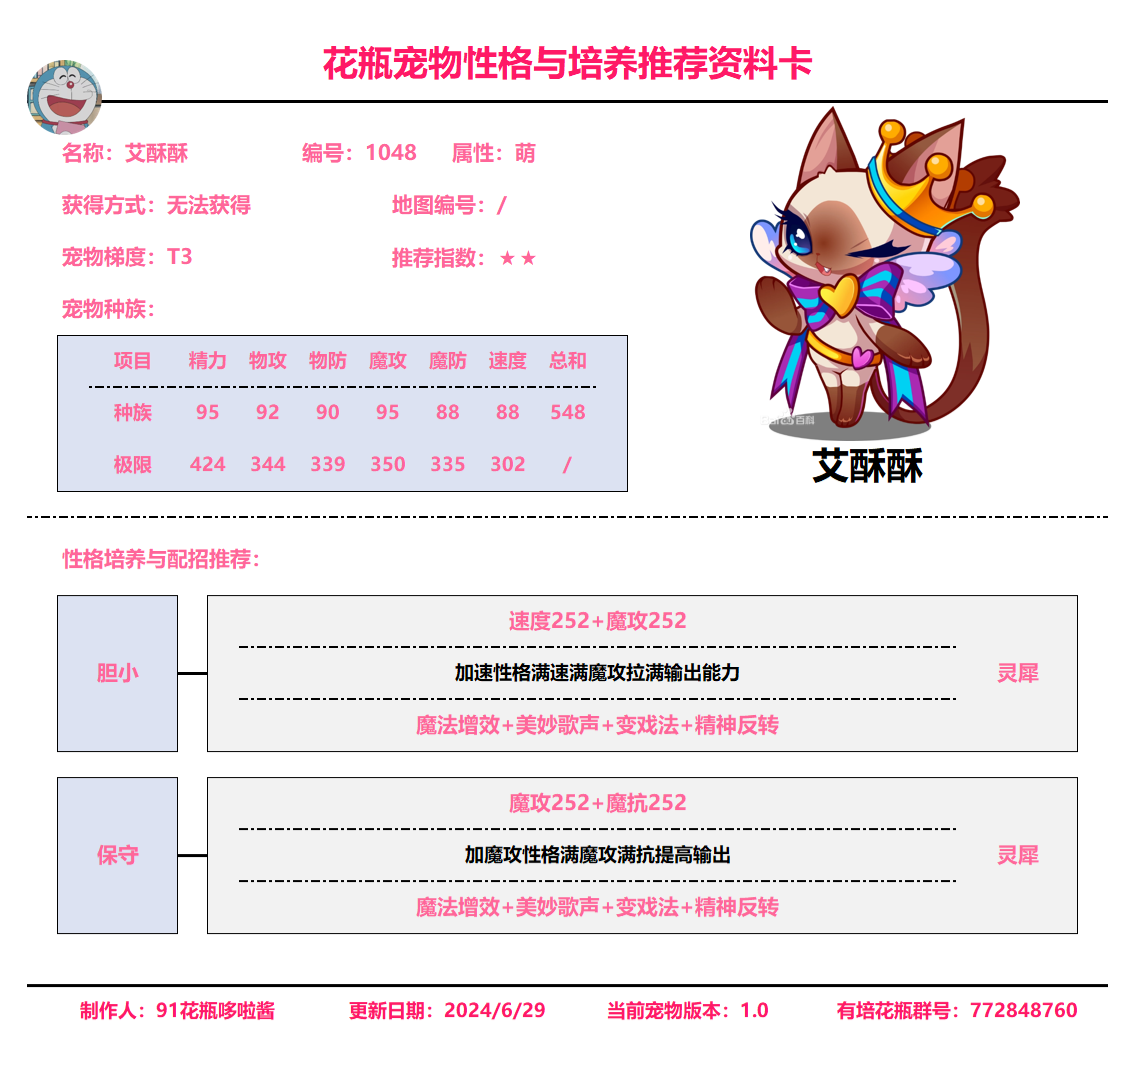 花瓶宠物性格与培养推荐资料卡
名称：艾酥酥 编号：1048 属性：萌
获得方式：无法获得 地图编号：/
宠物梯度：T3 推荐指数：★★
宠物种族：
项目 精力 物攻 物防 魔攻 魔防 速度 总和
种族 95 92 90 95 88 88 548
极限 424 344 339 350 335 302 /
百科
艾酥酥
性格培养与配招推荐：
速度252+魔攻252
胆小 加速性格满速满魔攻拉满输出能力 灵犀
魔法增效+美妙歌声+变戏法+精神反转
魔攻252+魔抗252
保守 加魔攻性格满魔攻满抗提高输出 灵犀
魔法增效+美妙歌声+变戏法+精神反转
制作人：91花瓶哆啦酱 更新日期：2024/6/29 当前宠物版本：1.0 有培花瓶群号：772848760